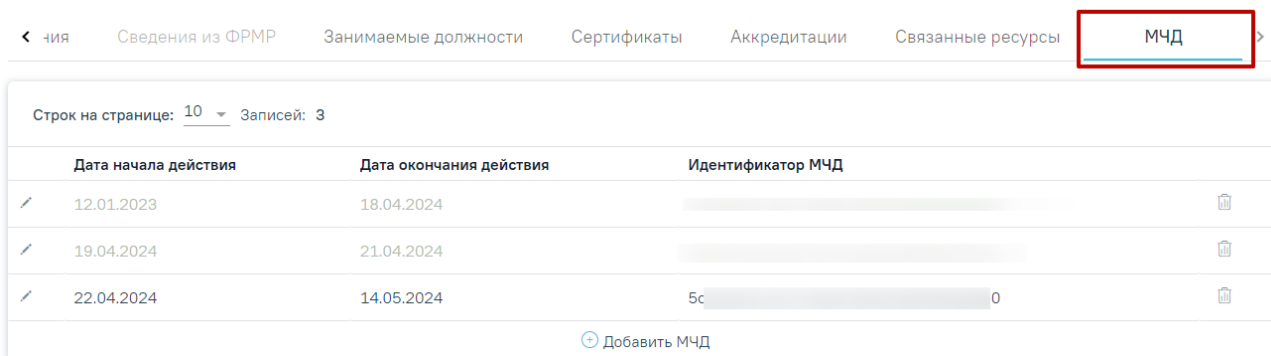 ния Сведения из ФРМР Занимаемые должности Сертификаты Аккредитации Связанные ресурсы МЧД
Строк на странице: 10 Записей: 3
Дата начала действия Дата окончания действия Идентификатор МЧД
12.01.2023 18.04.2024
19.04.2024 21.04.2024
22.04.2024 14.05.2024 5c 0
Добавить МЧД